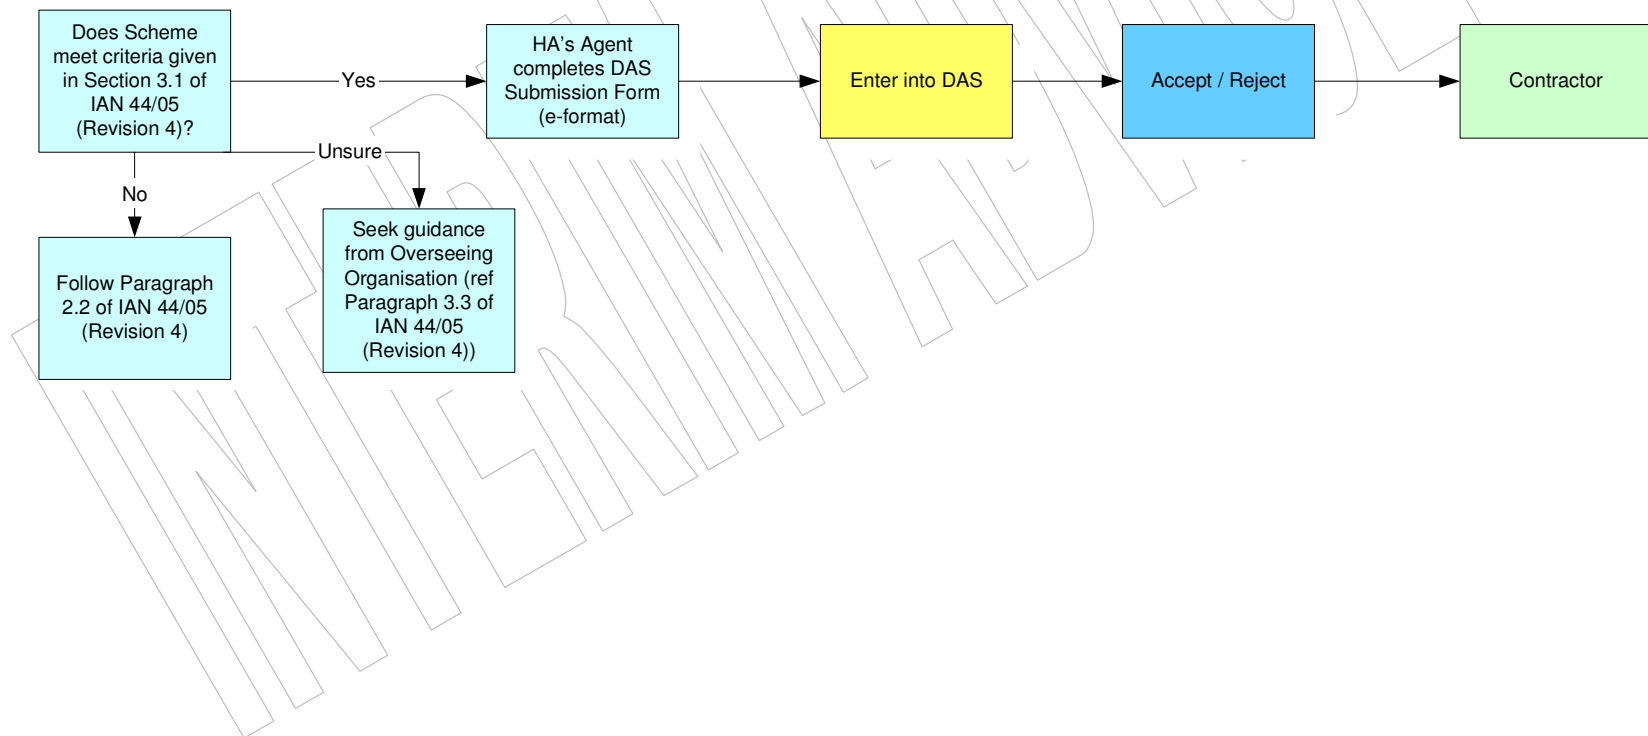 Does Scheme
meet criteria given
in Section 3.1 of
IAN 44/05
(Revision 4)?
Yes
HA's Agent
completes DAS
Submission Form
(e-format)
Enter into DAS
Accept / Reject
Contractor
Unsure
No
Seek guidance
from Overseeing
Organisation (ref
Paragraph 3.3 of
IAN 44/05
(Revision 4))
Follow Paragraph
2.2 of IAN 44/05
(Revision 4)